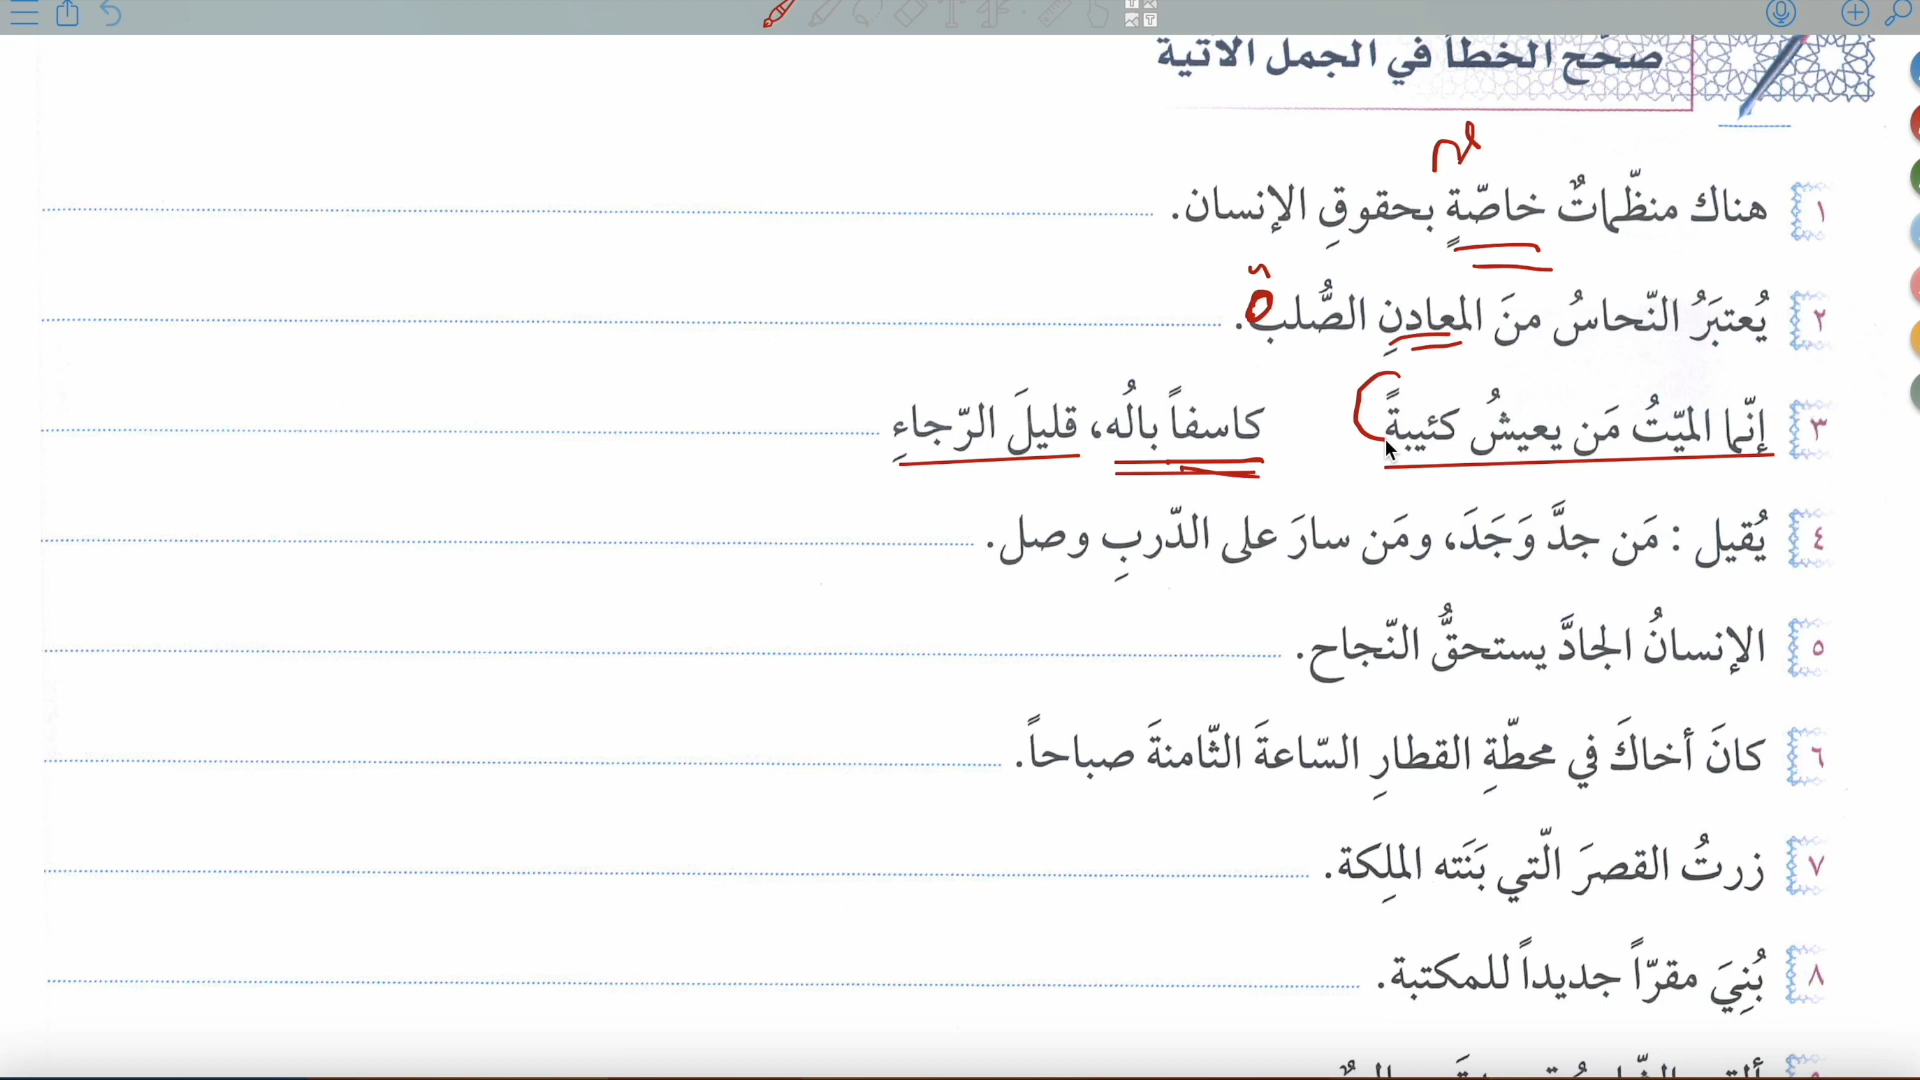 صحّح الخطأ في الجمل الآتية
١ هناك منظّماتٌ خاصّةٍ بحقوقِ الإنسان.
٢ يُعتبَرُ النّحاسُ منَ المعادنِ الصُّلب.
٣ إنّما الميّتُ مَن يعيشُ كئيبةً كاسفاً بالُه، قليلَ الرّجاءِ
٤ يُقيل : مَن جدَّ وَجَدَ، ومَن سارَ على الدّربِ وصل.
٥ الإنسانُ الجادَّ يستحقُّ النّجاح.
٦ كانَ أخاكَ في محطّةِ القطارِ السّاعةَ الثّامنةَ صباحاً.
٧ زرتُ القصرَ الّتي بَنَته الملِكة.
٨ بُنِيَ مقرّاً جديداً للمكتبة.